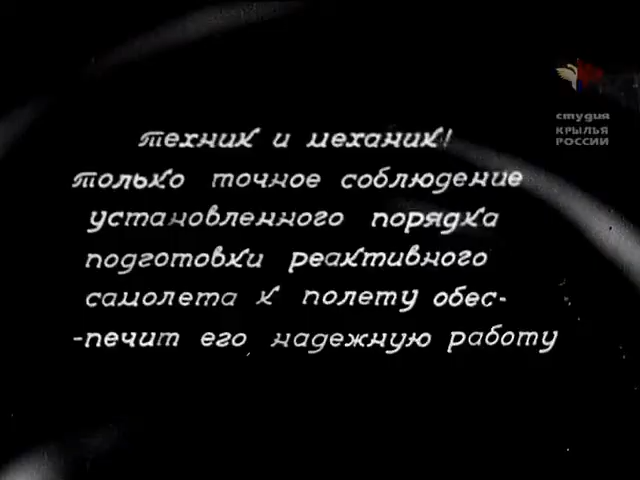 студия
КРЫЛЬЯ
РОССИИ
Техник и механик!
только точное соблюдение
установленного порядка
подготовки реактивного
самолета к полету обес-
-печит его надежную работу